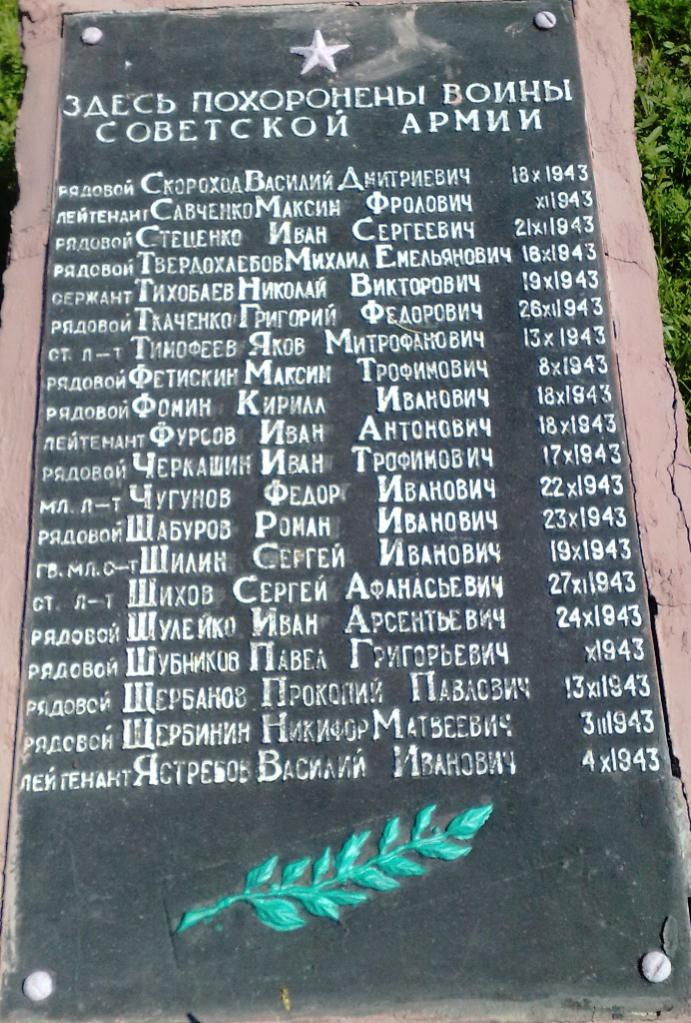 ЗДЕСЬ ПОХОРОНЕНЫ ВОИНЫ
СОВЕТСКОЙ АРМИИ
РЯДОВОЙ СКОРОХОД ВАСИЛИЙ ДМИТРИЕВИЧ 18 X 1943
ЛЕЙТЕНАНТ САВЧЕНКО МАКСИМ ФРОЛОВИЧ XI 1943
РЯДОВОЙ СТЕЦЕНКО ИВАН СЕРГЕЕВИЧ 21 XI 1943
РЯДОВОЙ ТВЕРДОХЛЕБОВ МИХАИЛ ЕМЕЛЬЯНОВИЧ 16 X 1943
СЕРЖАНТ ТИХОБАЕВ НИКОЛАЙ ВИКТОРОВИЧ 19 X 1943
РЯДОВОЙ ТКАЧЕНКО ГРИГОРИЙ ФЕДОРОВИЧ 26 XII 1943
СТ. Л-Т ТИМОФЕЕВ ЯКОВ МИТРОФАНОВИЧ 13 X 1943
РЯДОВОЙ ФЕТИСКИН МАКСИМ ТРОФИМОВИЧ 8 X 1943
РЯДОВОЙ ФОМИН КИРИЛЛ ИВАНОВИЧ 18 X 1943
ЛЕЙТЕНАНТ ФУРСОВ ИВАН АНТОНОВИЧ 18 X 1943
РЯДОВОЙ ЧЕРКАШИН ИВАН ТРОФИМОВИЧ 17 X 1943
МЛ. Л-Т ЧУГУНОВ ФЕДОР ИВАНОВИЧ 22 X 1943
РЯДОВОЙ ШАБУРОВ РОМАН ИВАНОВИЧ 23 X 1943
ГВ. МЛ. С-Т ШИЛИН СЕРГЕЙ ИВАНОВИЧ 19 X 1943
СТ. Л-Т ШИХОВ СЕРГЕЙ АФАНАСЬЕВИЧ 27 XI 1943
РЯДОВОЙ ШУЛЕЙКО ИВАН АРСЕНТЬЕВИЧ 24 X 1943
РЯДОВОЙ ШУБНИКОВ ПАВЕЛ ГРИГОРЬЕВИЧ X 1943
РЯДОВОЙ ЩЕРБАНОВ ПРОКОПИЙ ПАВЛОВИЧ 13 XI 1943
РЯДОВОЙ ЩЕРБИНИН НИКИФОР МАТВЕЕВИЧ 3 III 1943
ЛЕЙТЕНАНТ ЯСТРЕБОВ ВАСИЛИЙ ИВАНОВИЧ 4 X 1943